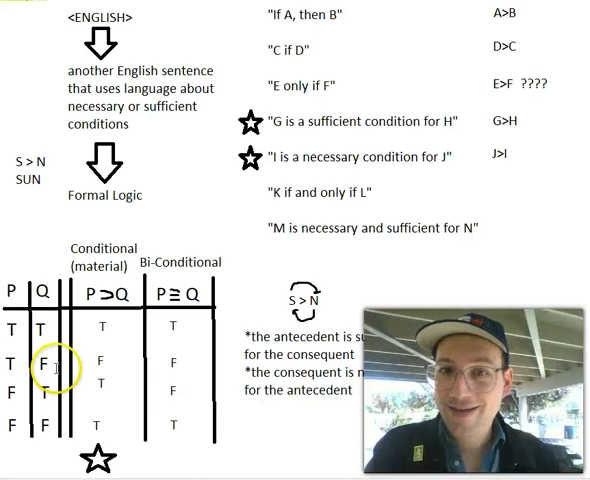 <ENGLISH>
another English sentence
that uses language about
necessary or sufficient
conditions
S > N
SUN
Formal Logic
"If A, then B" A>B
"C if D" D>C
"E only if F" E>F ????
"G is a sufficient condition for H" G>H
"I is a necessary condition for J" J>I
"K if and only if L"
"M is necessary and sufficient for N"
Conditional
(material)
Bi-Conditional
P Q P ⊃ Q P ≡ Q
T T T T
T F F F
F T T F
F F T T
S > N
*the antecedent is
for the consequent
*the consequent is
for the antecedent